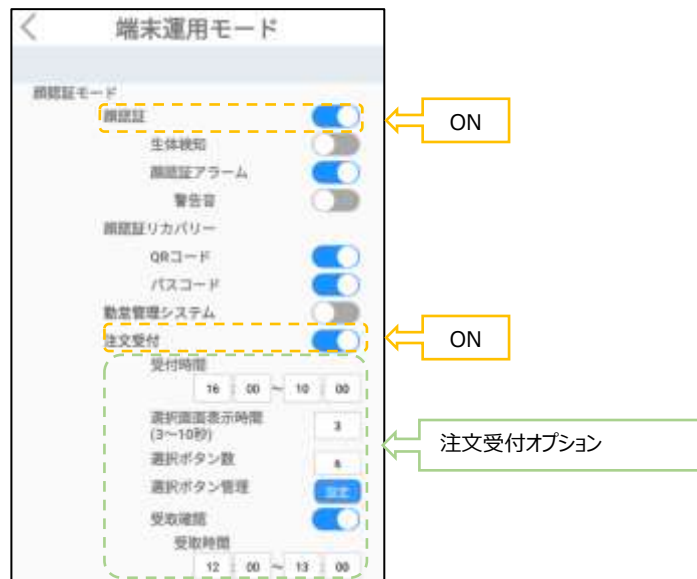 端末運用モード
顔認証モード
顔認証
ON
生体検知
顔認証アラーム
警告音
顔認証リカバリー
QRコード
パスコード
勤怠管理システム
注文受付
ON
受付時間
16 : 00 ~ 10 : 00
選択画面表示時間
(3~10秒)
3
注文受付オプション
選択ボタン数
選択ボタン管理
設定
受取確認
受取時間
12 : 00 ~ 13 : 00